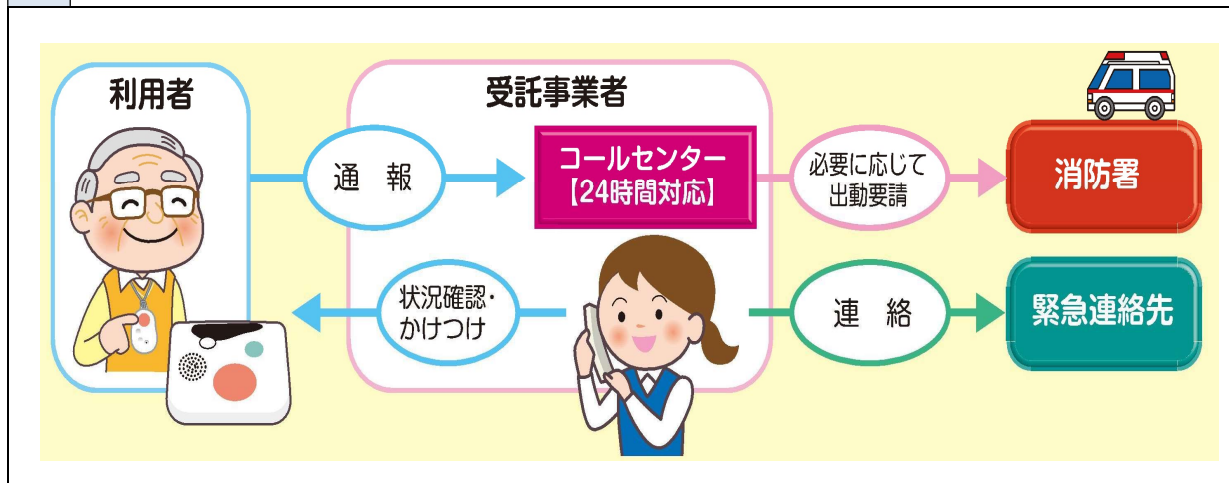 利用者
受託事業者
通 報
コールセンター
【24時間対応】
必要に応じて
出動要請
消防署
状況確認・
かけつけ
連 絡
緊急連絡先